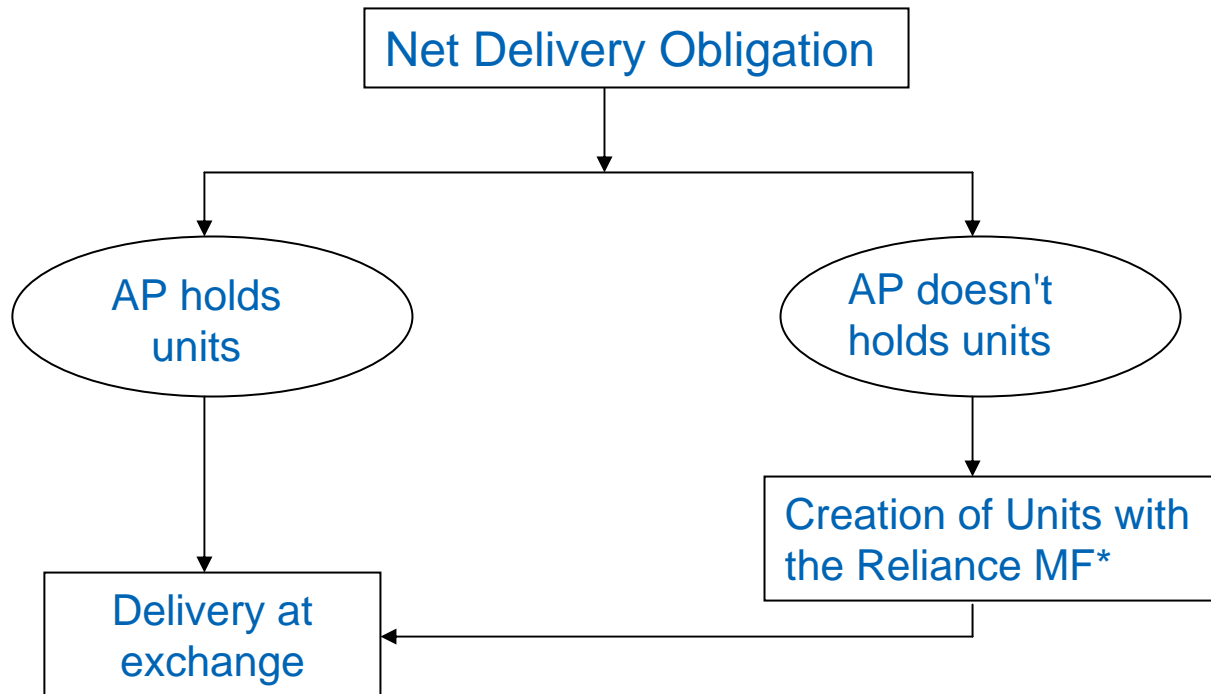 Net Delivery Obligation
AP holds
units
AP doesn't
holds units
Creation of Units with
the Reliance MF*
Delivery at
exchange